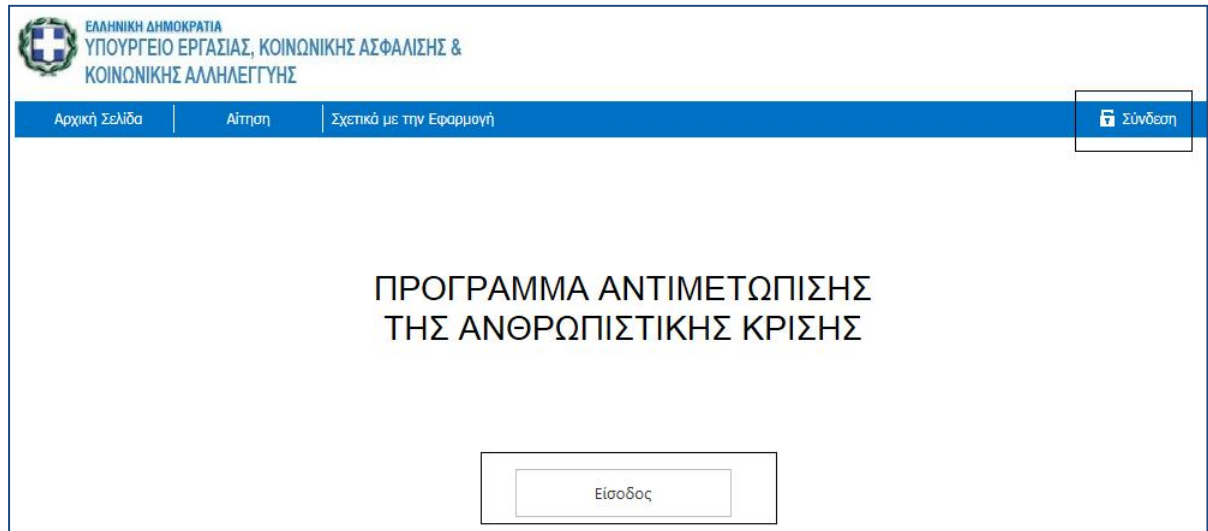 ΕΛΛΗΝΙΚΗ ΔΗΜΟΚΡΑΤΙΑ
ΥΠΟΥΡΓΕΙΟ ΕΡΓΑΣΙΑΣ, ΚΟΙΝΩΝΙΚΗΣ ΑΣΦΑΛΙΣΗΣ &
ΚΟΙΝΩΝΙΚΗΣ ΑΛΛΗΛΕΓΓΥΗΣ
Αρχική Σελίδα Αίτηση Σχετικά με την Εφαρμογή Σύνδεση
ΠΡΟΓΡΑΜΜΑ ΑΝΤΙΜΕΤΩΠΙΣΗΣ
ΤΗΣ ΑΝΘΡΩΠΙΣΤΙΚΗΣ ΚΡΙΣΗΣ
Είσοδος